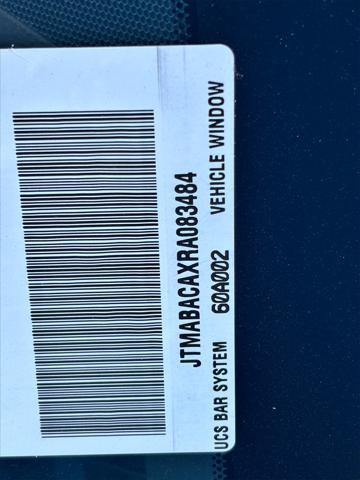 JTMABACAXRA083484
UCS BAR SYSTEM 60A002 VEHICLE WINDOW